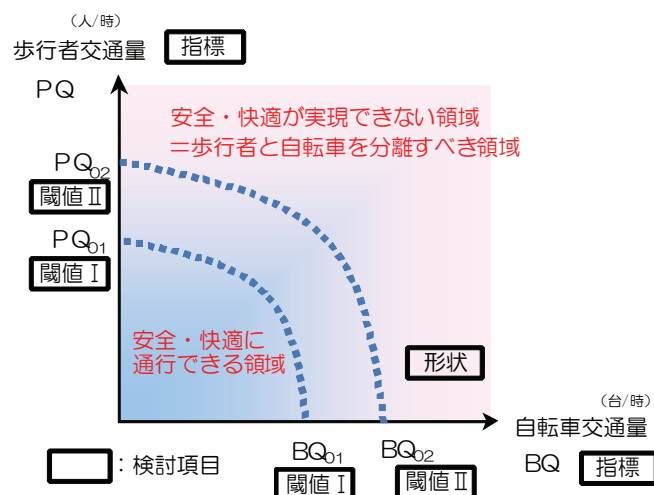 （人/時）
歩行者交通量 指標
PQ
安全・快適が実現できない領域
＝歩行者と自転車を分離すべき領域
PQ02
閾値Ⅱ
PQ01
閾値Ⅰ
安全・快適に
通行できる領域
形状
（台/時）
自転車交通量
：検討項目
BQ01
閾値Ⅰ
BQ02
閾値Ⅱ
BQ 指標